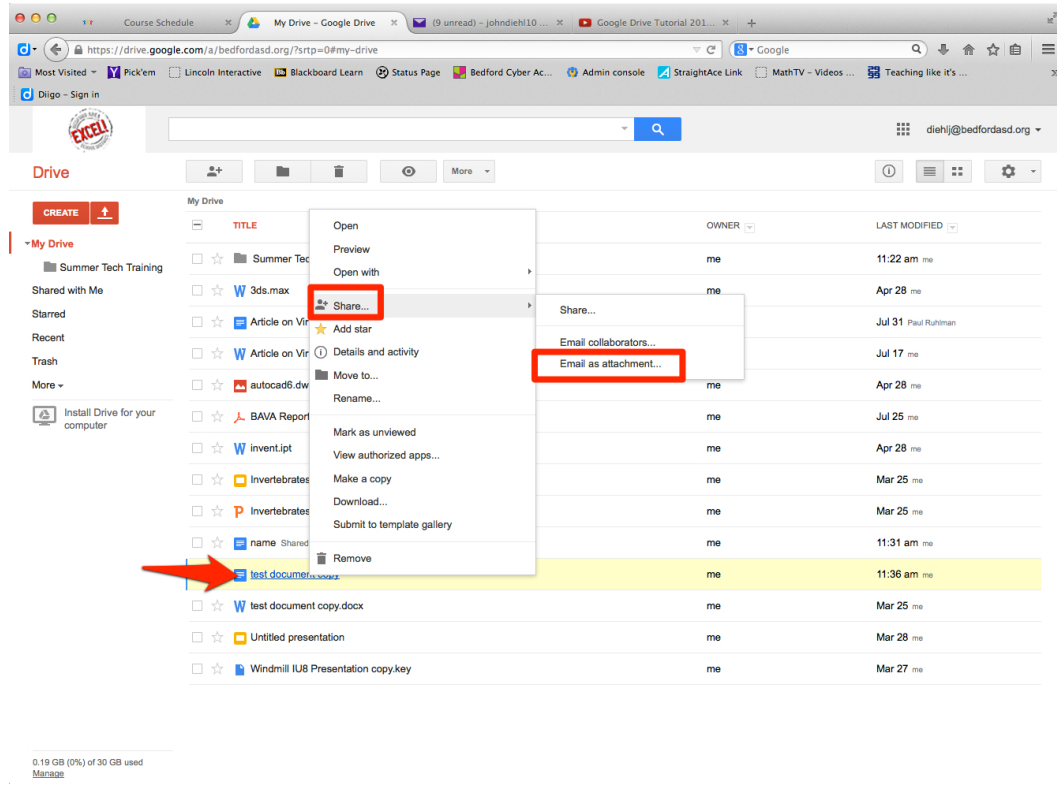 Course Schedule × My Drive – Google Drive × (9 unread) – johndiehl10 ... × Google Drive Tutorial 201... × +
https://drive.google.com/a/bedfordasd.org/?srtp=0#my-drive Google
Most Visited Pick'em Lincoln Interactive Blackboard Learn Status Page Bedford Cyber Ac... Admin console StraightAce Link MathTV – Videos ... Teaching like it's ...
Diigo – Sign in
EXCELL
diehlj@bedfordasd.org
Drive
More
CREATE
My Drive
Summer Tech Training
Shared with Me
Starred
Recent
Trash
More
Install Drive for your
computer
My Drive
TITLE OWNER LAST MODIFIED
Summer Tec me 11:22 am me
3ds.max me Apr 28 me
Article on Vir Jul 31 Paul Ruhlman
Article on Vir Jul 17 me
autocad6.dw me Apr 28 me
BAVA Report me Jul 25 me
invent.ipt me Apr 28 me
Invertebrates me Mar 25 me
Invertebrates me Mar 25 me
name Shared me 11:31 am me
test document copy me 11:36 am me
test document copy.docx me Mar 25 me
Untitled presentation me Mar 28 me
Windmill IU8 Presentation copy.key me Mar 27 me
Open
Preview
Open with
Share...
Add star
Details and activity
Move to...
Rename...
Mark as unviewed
View authorized apps...
Make a copy
Download...
Submit to template gallery
Remove
Share...
Email collaborators...
Email as attachment...
0.19 GB (0%) of 30 GB used
Manage